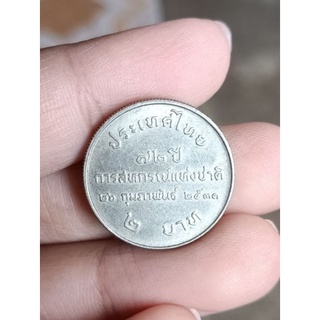 ประเทศไทย
๗๒ ปี
การสหกรณ์แห่งชาติ
๒๖ กุมภาพันธ์ ๒๕๓๑
๒ บาท